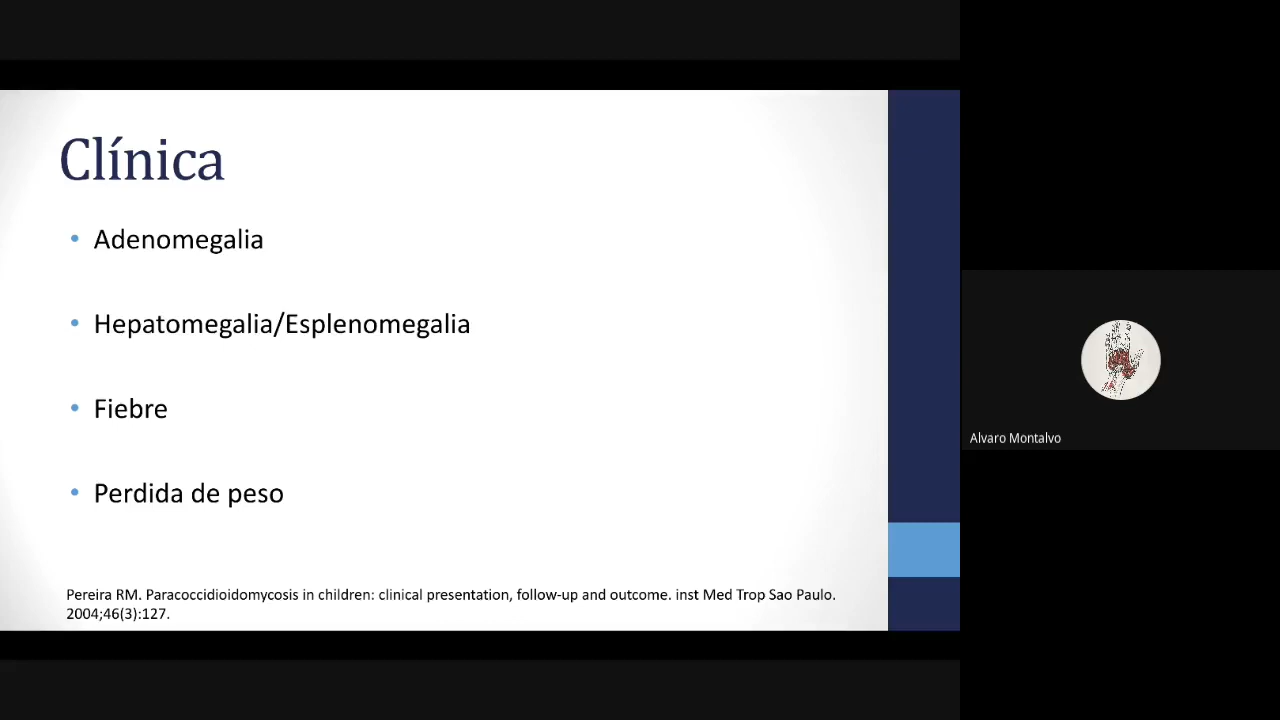 Clínica
• Adenomegalia
• Hepatomegalia/Esplenomegalia
• Fiebre
• Perdida de peso
Pereira RM. Paracoccidioidomycosis in children: clinical presentation, follow-up and outcome. inst Med Trop Sao Paulo.
2004;46(3):127.
Alvaro Montalvo